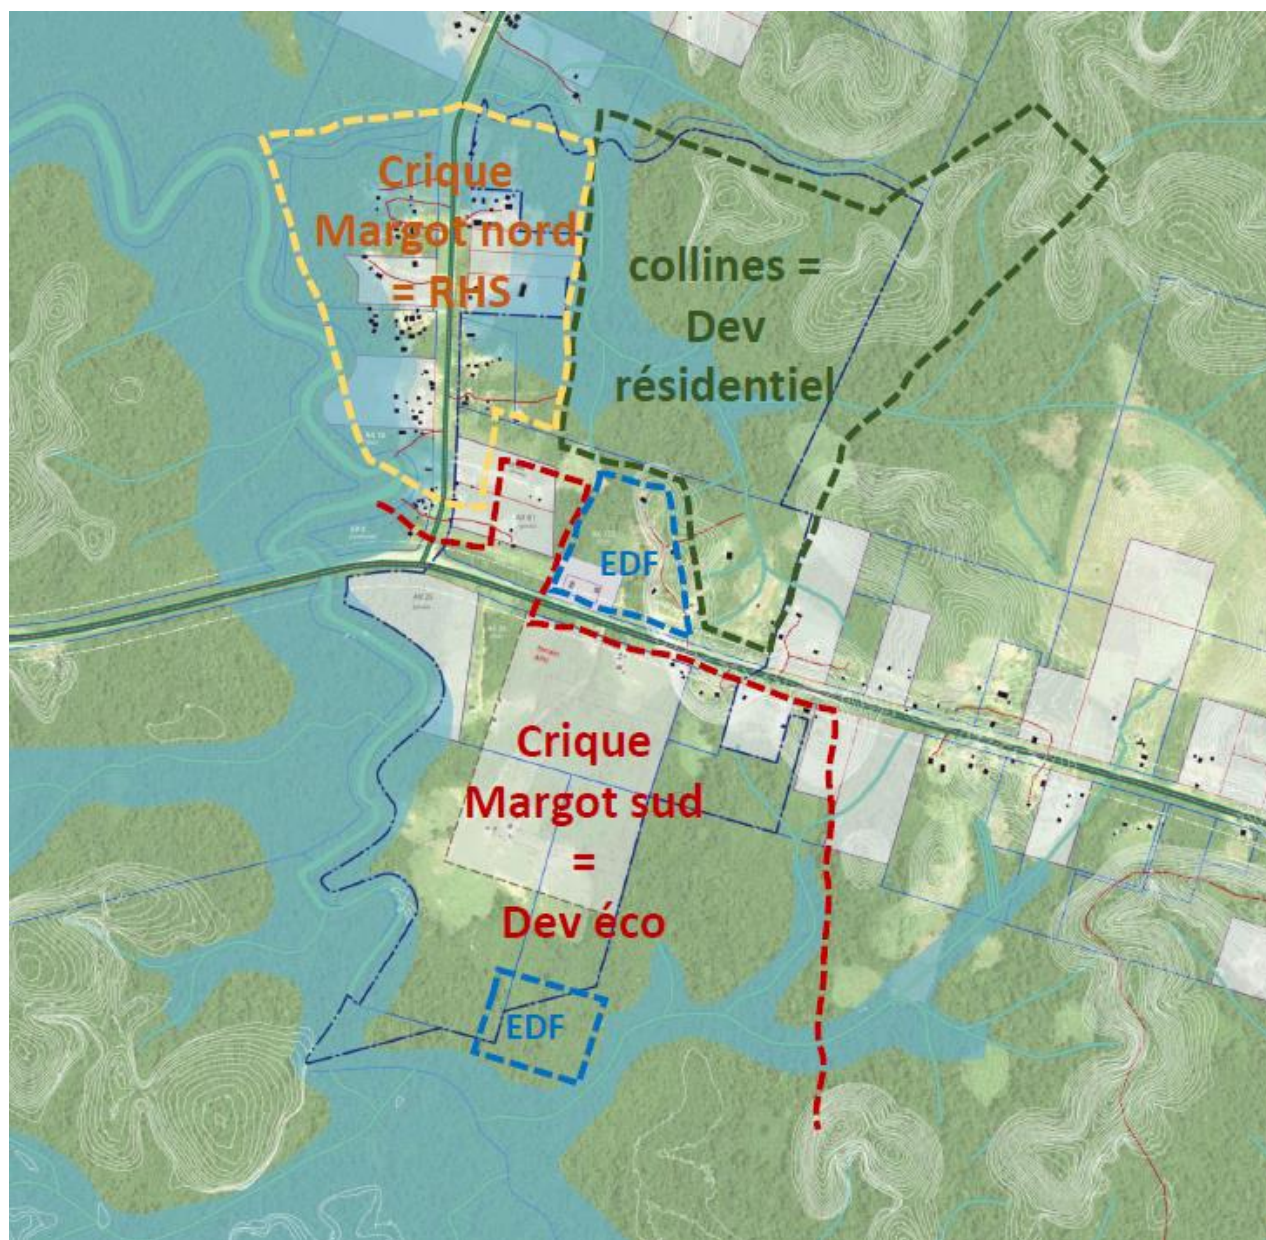 Crique
Margot nord
= RHS
collines =
Dev
résidentiel
EDF
Crique
Margot sud
=
Dev éco
EDF